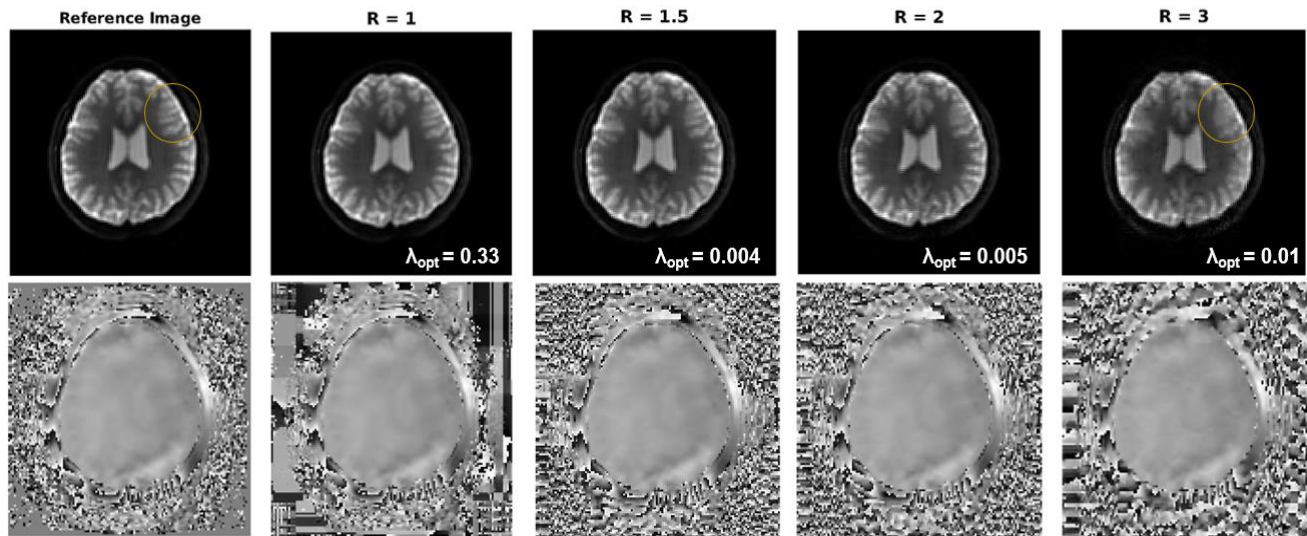 Reference Image
R = 1
R = 1.5
R = 2
R = 3
λopt = 0.33
λopt = 0.004
λopt = 0.005
λopt = 0.01